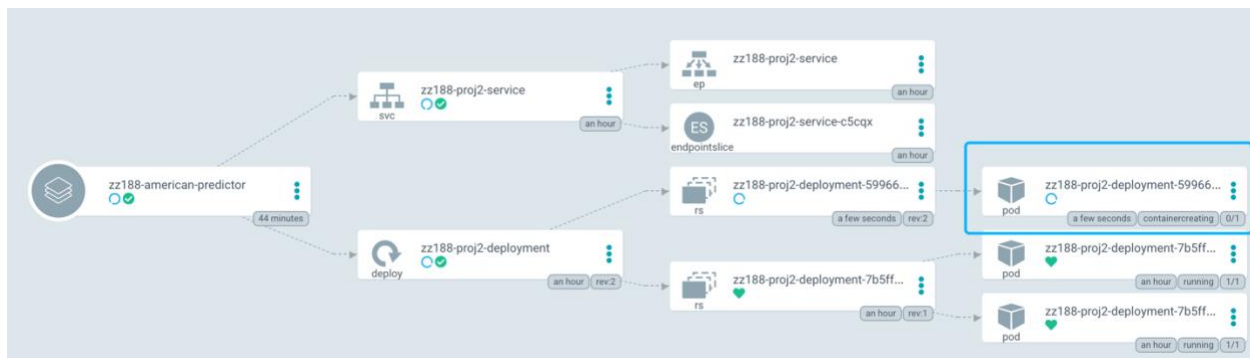 zz188-american-predictor
44 minutes
svc
zz188-proj2-service
an hour
deploy
zz188-proj2-deployment
an hour rev:2
ep
zz188-proj2-service
an hour
ES
endpointslice
zz188-proj2-service-c5cqx
an hour
rs
zz188-proj2-deployment-59966...
a few seconds rev:2
rs
zz188-proj2-deployment-7b5ff...
an hour rev:1
pod
zz188-proj2-deployment-59966...
a few seconds containercreating 0/1
pod
zz188-proj2-deployment-7b5ff...
an hour running 1/1
pod
zz188-proj2-deployment-7b5ff...
an hour running 1/1